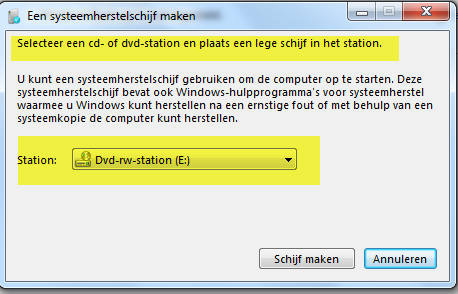 Een systeemherstelschijf maken
Selecteer een cd- of dvd-station en plaats een lege schijf in het station.
U kunt een systeemherstelschijf gebruiken om de computer op te starten. Deze
systeemherstelschijf bevat ook Windows-hulpprogramma's voor systeemherstel
waarmee u Windows kunt herstellen na een ernstige fout of met behulp van een
systeemkopie de computer kunt herstellen.
Station: Dvd-rw-station (E:)
Schijf maken Annuleren